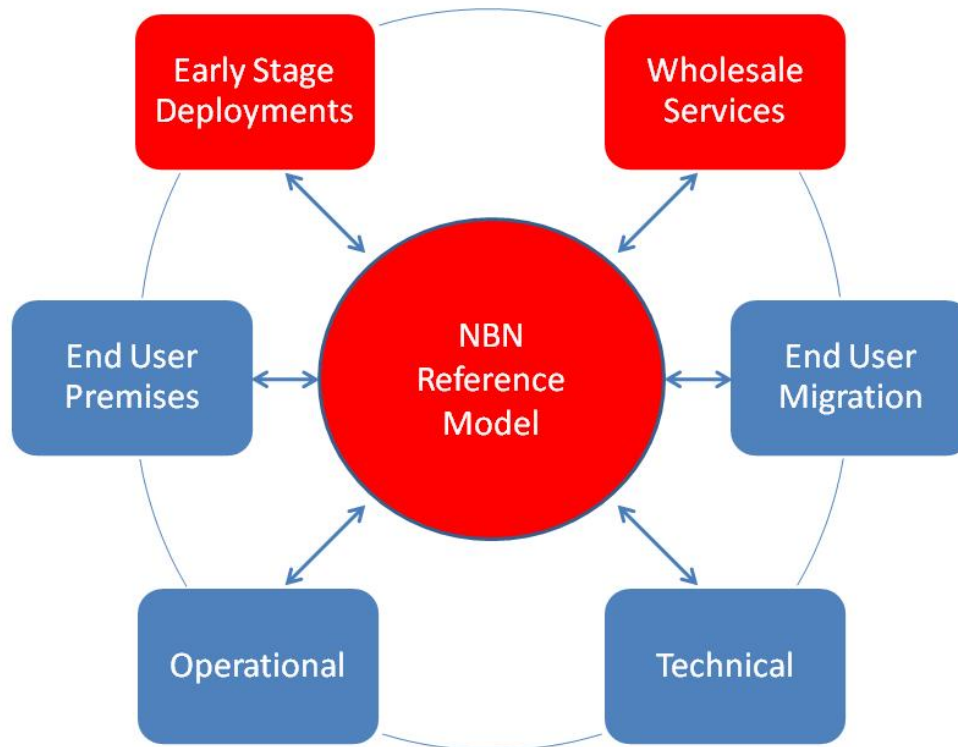 Early Stage
Deployments
Wholesale
Services
End User
Premises
NBN
Reference
Model
End User
Migration
Operational
Technical